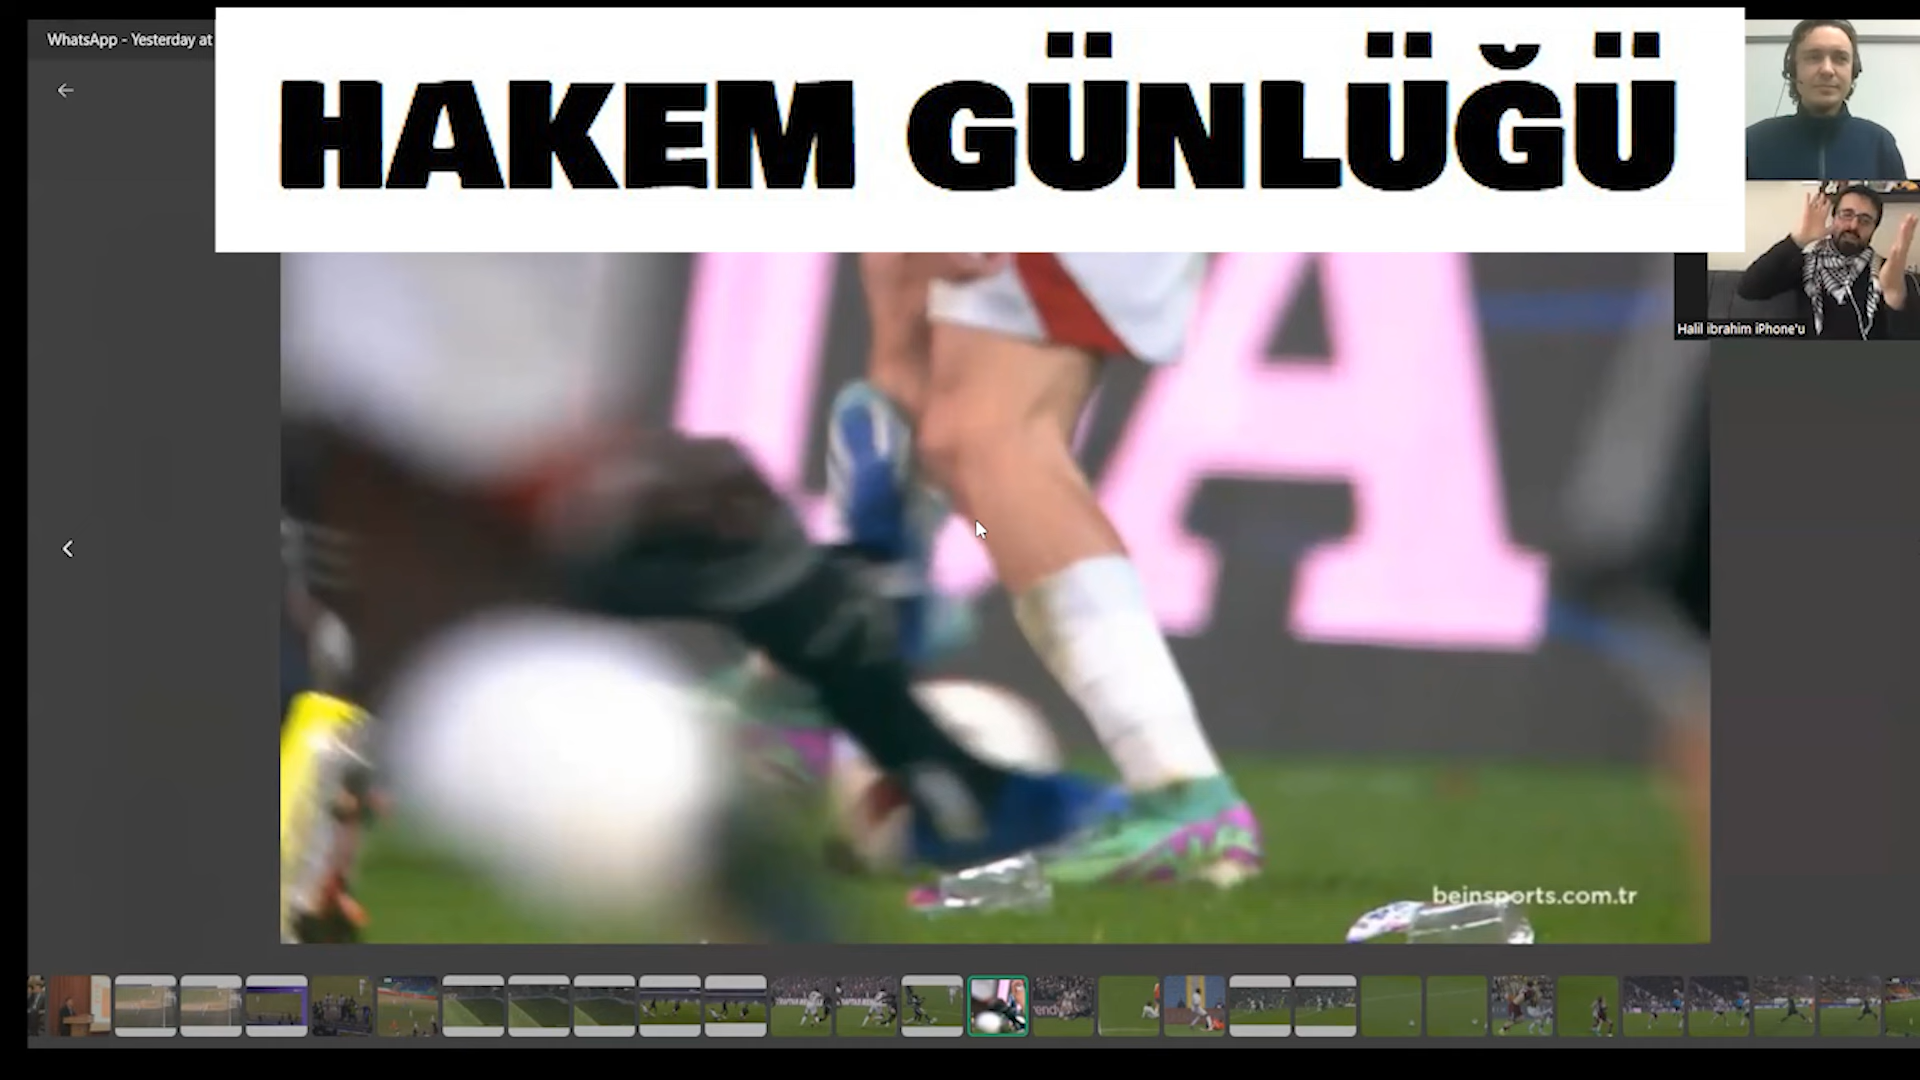 WhatsApp - Yesterday at
HAKEM GÜNLÜĞÜ
Halil ibrahim iPhone'u
A
beinsports.com.tr